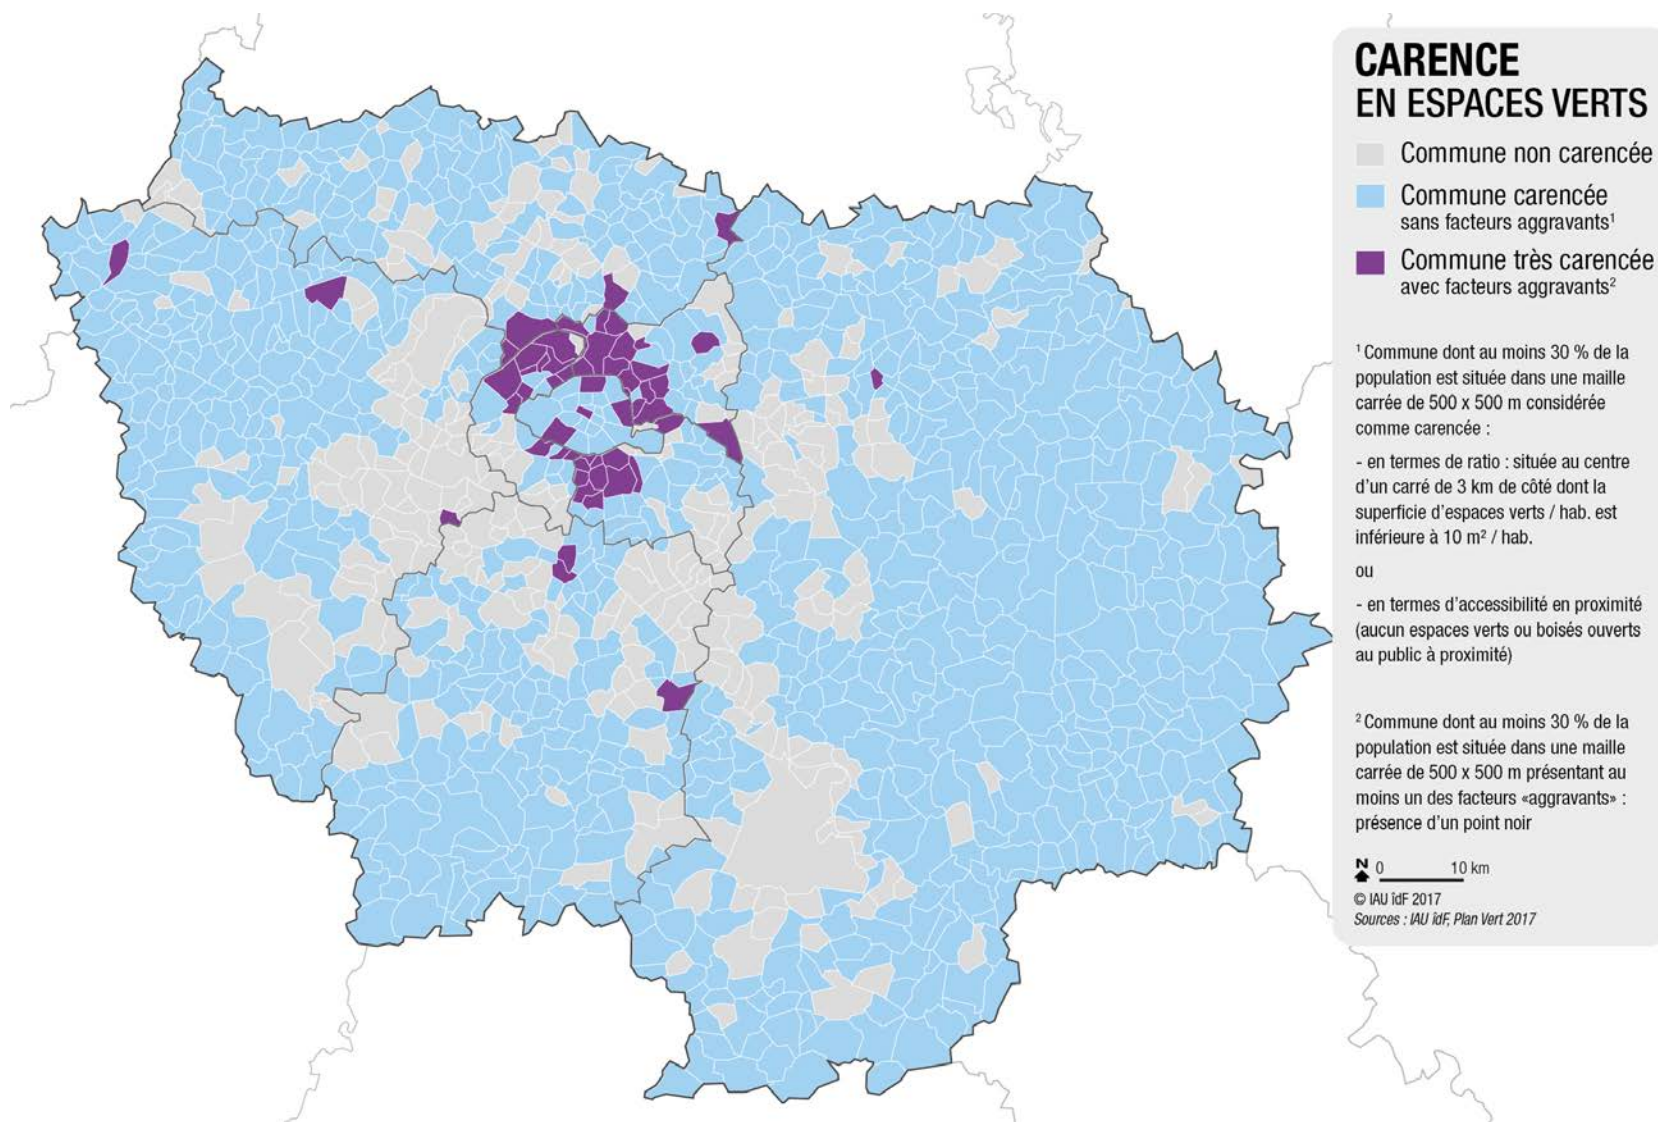 CARENCE
EN ESPACES VERTS
Commune non carencée
Commune carencée
sans facteurs aggravants¹
Commune très carencée
avec facteurs aggravants²
¹ Commune dont au moins 30 % de la
population est située dans une maille
carrée de 500 x 500 m considérée
comme carencée :
- en termes de ratio : située au centre
d'un carré de 3 km de côté dont la
superficie d'espaces verts / hab. est
inférieure à 10 m² / hab.
ou
- en termes d'accessibilité en proximité
(aucun espaces verts ou boisés ouverts
au public à proximité)
² Commune dont au moins 30 % de la
population est située dans une maille
carrée de 500 x 500 m présentant au
moins un des facteurs «aggravants» :
présence d'un point noir
N 0 10 km
© IAU îdF 2017
Sources : IAU îdF, Plan Vert 2017